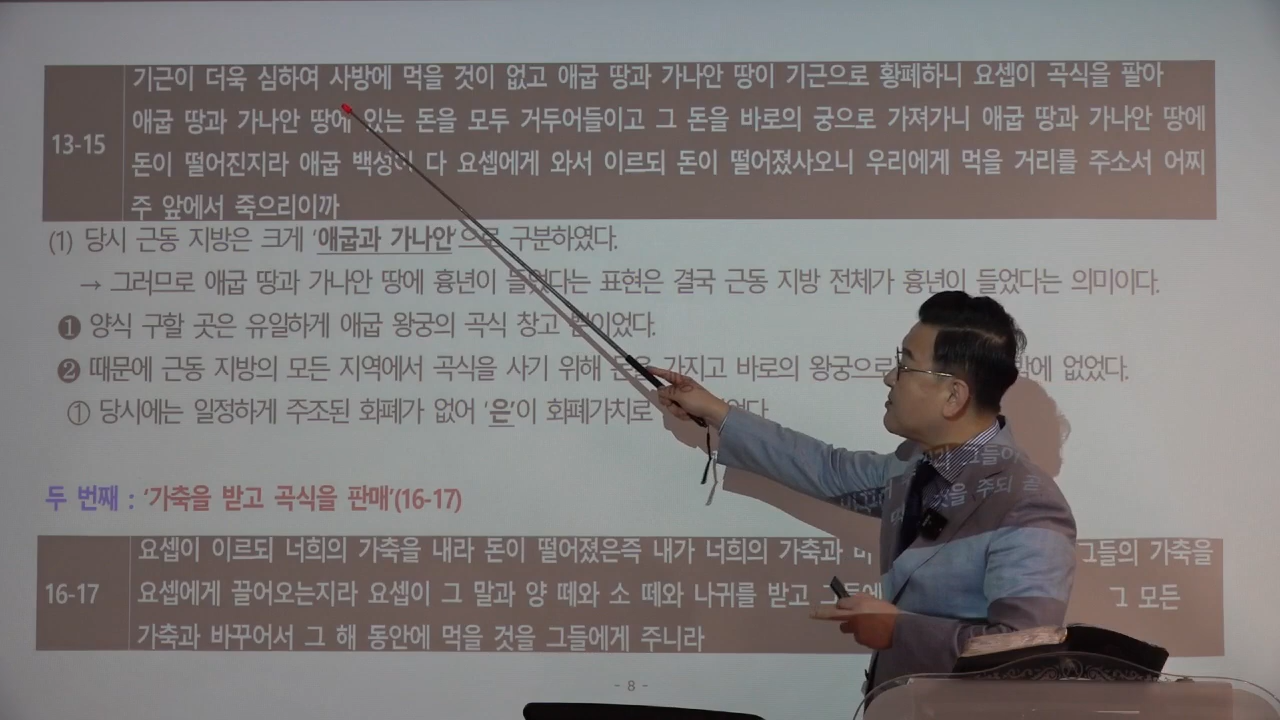 기근이 더욱 심하여 사방에 먹을 것이 없고 애굽 땅과 가나안 땅이 기근으로 황폐하니 요셉이 곡식을 팔아
13-15
애굽 땅과 가나안 땅에 있는 돈을 모두 거두어들이고 그 돈을 바로의 궁으로 가져가니 애굽 땅과 가나안 땅에
돈이 떨어진지라 애굽 백성이 다 요셉에게 와서 이르되 돈이 떨어졌사오니 우리에게 먹을 거리를 주소서 어찌
주 앞에서 죽으리이까
(1) 당시 근동 지방은 크게 '애굽과 가나안'으로 구분하였다.
→ 그러므로 애굽 땅과 가나안 땅에 흉년이 들었다는 표현은 결국 근동 지방 전체가 흉년이 들었다는 의미이다.
❶ 양식 구할 곳은 유일하게 애굽 왕궁의 곡식 창고 뿐이었다.
❷ 때문에 근동 지방의 모든 지역에서 곡식을 사기 위해 돈을 가지고 바로의 왕궁으로 밖에 없었다.
① 당시에는 일정하게 주조된 화폐가 없어 '은'이 화폐가치로
두 번째 : '가축을 받고 곡식을 판매'(16-17)
요셉이 이르되 너희의 가축을 내라 돈이 떨어졌은즉 내가 너희의 가축과 그들의 가축을
16-17
요셉에게 끌어오는지라 요셉이 그 말과 양 떼와 소 떼와 나귀를 받고 그 모든
가축과 바꾸어서 그 해 동안에 먹을 것을 그들에게 주니라
- 8 -